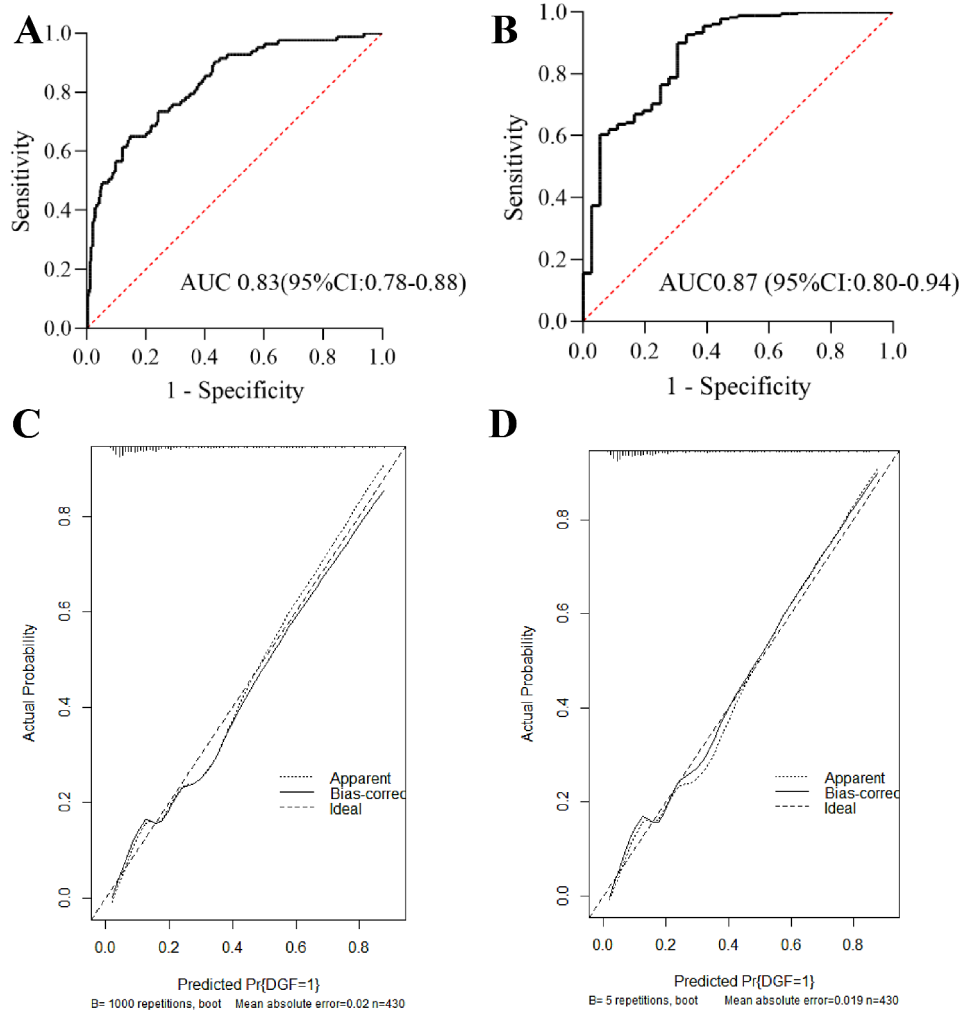 A
1.0
0.8
0.6
0.4
0.2
0.0
Sensitivity
AUC 0.83(95%CI:0.78-0.88)
0.0 0.2 0.4 0.6 0.8 1.0
1 - Specificity
B
1.0
0.8
0.6
0.4
0.2
0.0
Sensitivity
AUC0.87 (95%CI:0.80-0.94)
0.0 0.2 0.4 0.6 0.8 1.0
1 - Specificity
C
0.8
0.6
0.4
0.2
0.0
Actual Probability
Apparent
Bias-correc
Ideal
0.0 0.2 0.4 0.6 0.8
Predicted Pr{DGF=1}
B= 1000 repetitions, boot Mean absolute error=0.02 n=430
D
0.8
0.6
0.4
0.2
0.0
Actual Probability
Apparent
Bias-correc
Ideal
0.0 0.2 0.4 0.6 0.8
Predicted Pr{DGF=1}
B= 5 repetitions, boot Mean absolute error=0.019 n=430